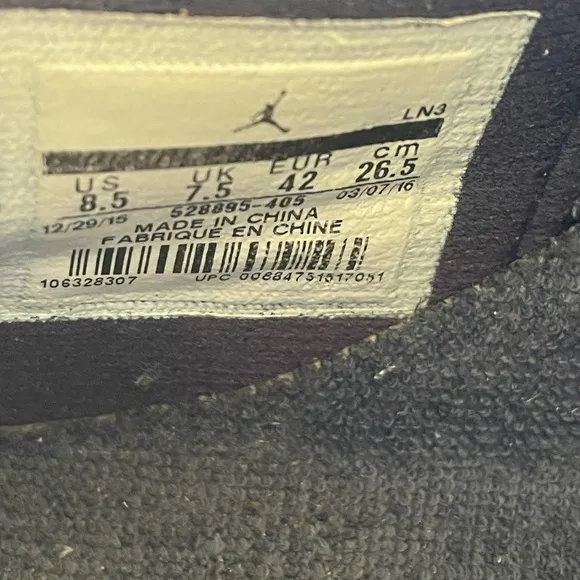 LN3
US UK EUR cm
8.5 7.5 42 26.5
12/29/15 528895-405 03/07/16
MADE IN CHINA
FABRIQUE EN CHINE
106328307 UPC 00684731517051